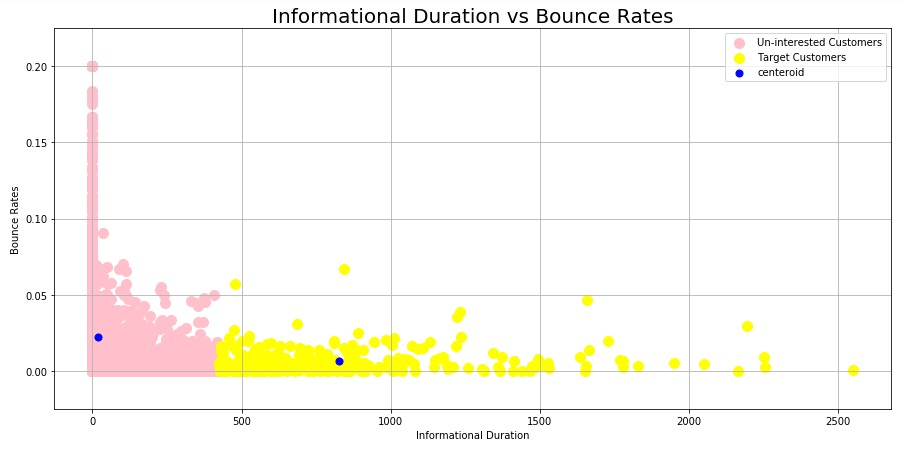 Informational Duration vs Bounce Rates
Un-interested Customers
Target Customers
centeroid
0.20
0.15
0.10
0.05
0.00
Bounce Rates
0
500
1000
1500
2000
2500
Informational Duration